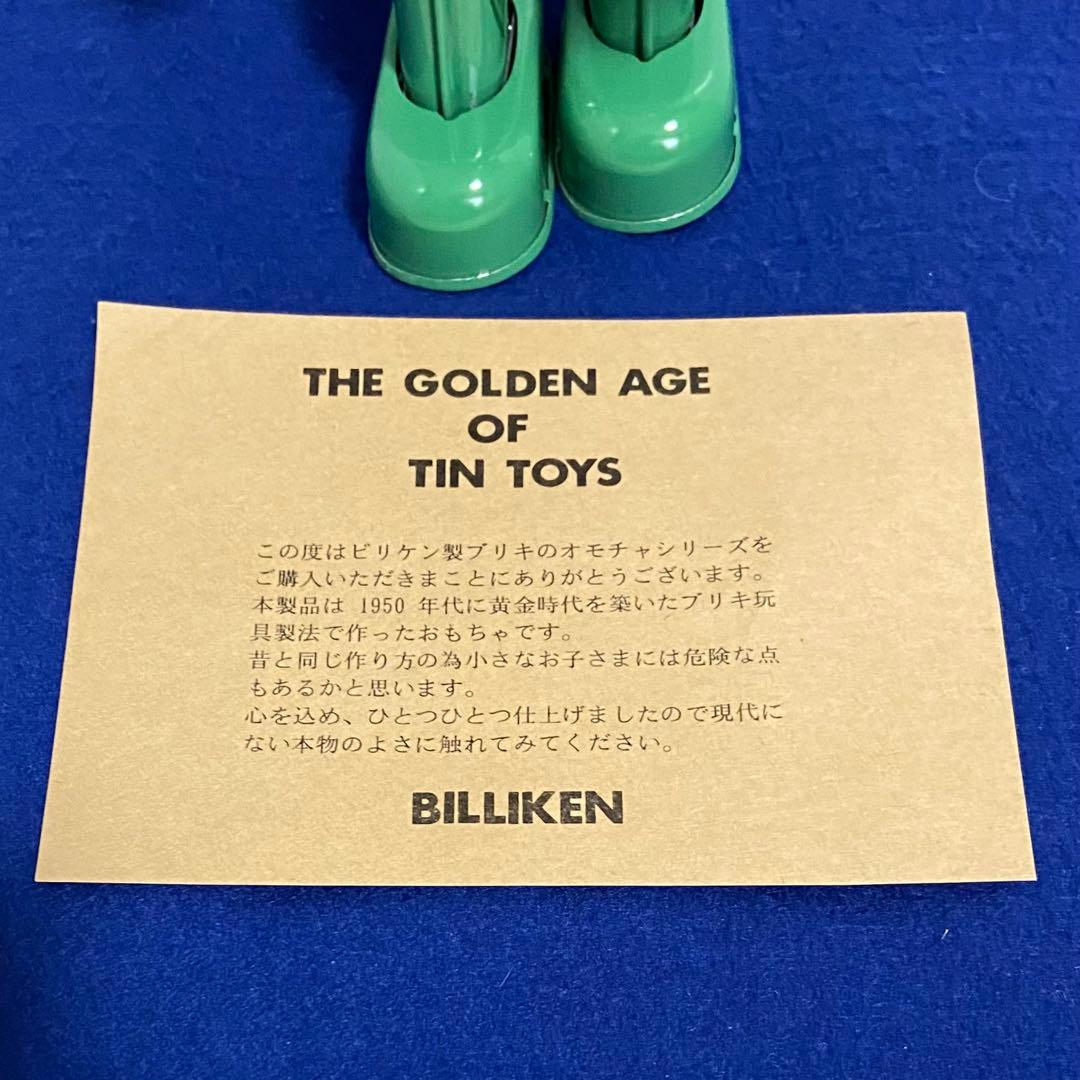 THE GOLDEN AGE
OF
TIN TOYS
この度はビリケン製ブリキのオモチャシリーズを
ご購入いただきまことにありがとうございます。
本製品は 1950 年代に黄金時代を築いたブリキ玩
具製法で作ったおもちゃです。
昔と同じ作り方の為小さなお子さまには危険な点
もあるかと思います。
心を込め、ひとつひとつ仕上げましたので現代に
ない本物のよさに触れてみてください。
BILLIKEN